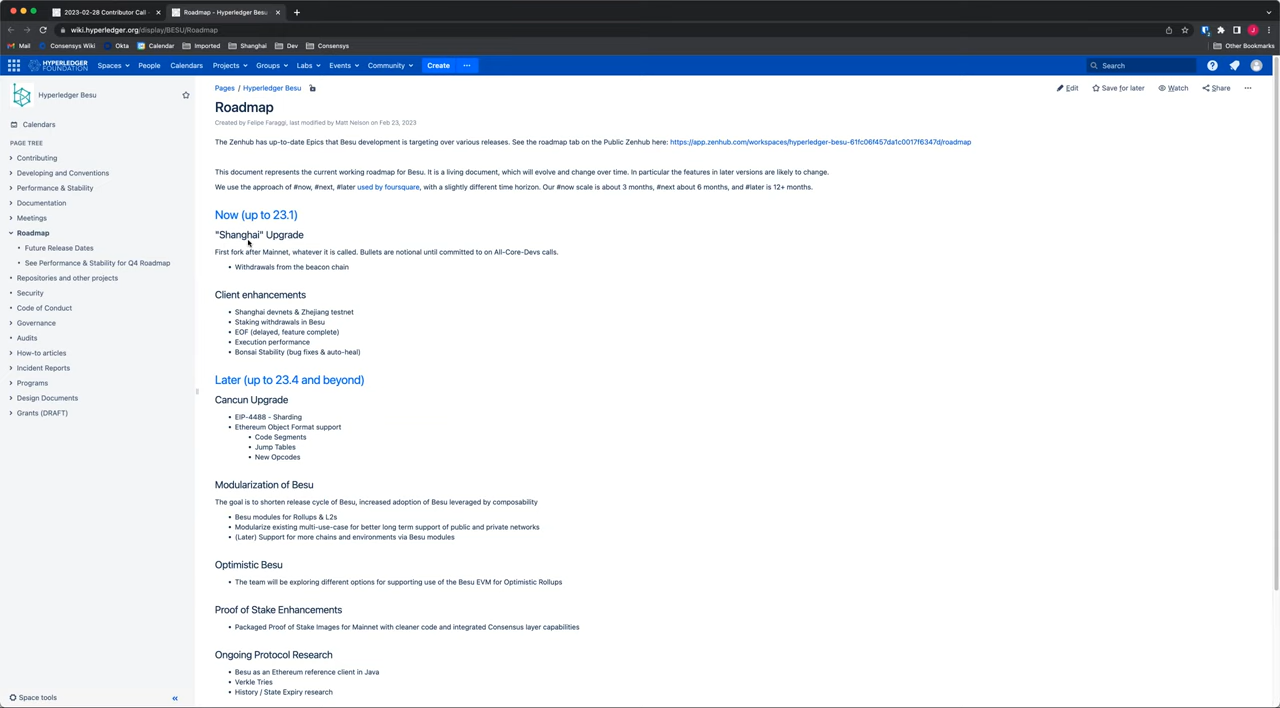 2023-02-28 Contributor Call -
Roadmap - Hyperledger Besu -
wiki.hyperledger.org/display/BESU/Roadmap
Mail Consensys Wiki Okta Calendar Imported Shanghai Dev Consensys Other Bookmarks
HYPERLEDGER FOUNDATION Spaces People Calendars Projects Groups Labs Events Community Create ... Search
Hyperledger Besu
Calendars
PAGE TREE
Contributing
Developing and Conventions
Performance & Stability
Documentation
Meetings
Roadmap
Future Release Dates
See Performance & Stability for Q4 Roadmap
Repositories and other projects
Security
Code of Conduct
Governance
Audits
How-to articles
Incident Reports
Programs
Design Documents
Grants (DRAFT)
Space tools
Pages / Hyperledger Besu
Edit Save for later Watch Share ...
Roadmap
Created by Felipe Faraggi, last modified by Matt Nelson on Feb 23, 2023
The Zenhub has up-to-date Epics that Besu development is targeting over various releases. See the roadmap tab on the Public Zenhub here: https://app.zenhub.com/workspaces/hyperledger-besu-61fc06f457da1c0017f6347d/roadmap
This document represents the current working roadmap for Besu. It is a living document, which will evolve and change over time. In particular the features in later versions are likely to change.
We use the approach of #now, #next, #later used by foursquare, with a slightly different time horizon. Our #now scale is about 3 months, #next about 6 months, and #later is 12+ months.
Now (up to 23.1)
"Shanghai" Upgrade
First fork after Mainnet, whatever it is called. Bullets are notional until committed to on All-Core-Devs calls.
• Withdrawals from the beacon chain
Client enhancements
• Shanghai devnets & Zhejiang testnet
• Staking withdrawals in Besu
• EOF (delayed, feature complete)
• Execution performance
• Bonsai Stability (bug fixes & auto-heal)
Later (up to 23.4 and beyond)
Cancun Upgrade
• EIP-4488 - Sharding
• Ethereum Object Format support
• Code Segments
• Jump Tables
• New Opcodes
Modularization of Besu
The goal is to shorten release cycle of Besu, increased adoption of Besu leveraged by composability
• Besu modules for Rollups & L2s
• Modularize existing multi-use-case for better long term support of public and private networks
• (Later) Support for more chains and environments via Besu modules
Optimistic Besu
• The team will be exploring different options for supporting use of the Besu EVM for Optimistic Rollups
Proof of Stake Enhancements
• Packaged Proof of Stake Images for Mainnet with cleaner code and integrated Consensus layer capabilities
Ongoing Protocol Research
• Besu as an Ethereum reference client in Java
• Verkle Tries
• History / State Expiry research